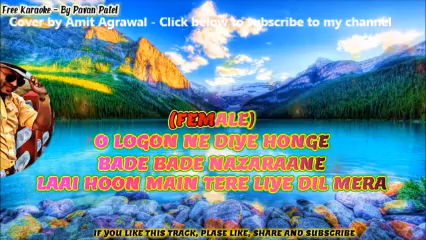 Free Karaoke - By Pavan Patel
Cover by Amit Agrawal - Click below to Subscribe to my channel
(FEMALE)
O LOGON NE DIYE HONGE
BADE BADE NAZARAANE
LAAI HOON MAIN TERE LIYE DIL MERA
IF YOU LIKE THIS TRACK, PLASE LIKE, SHARE AND SUBSCRIBE